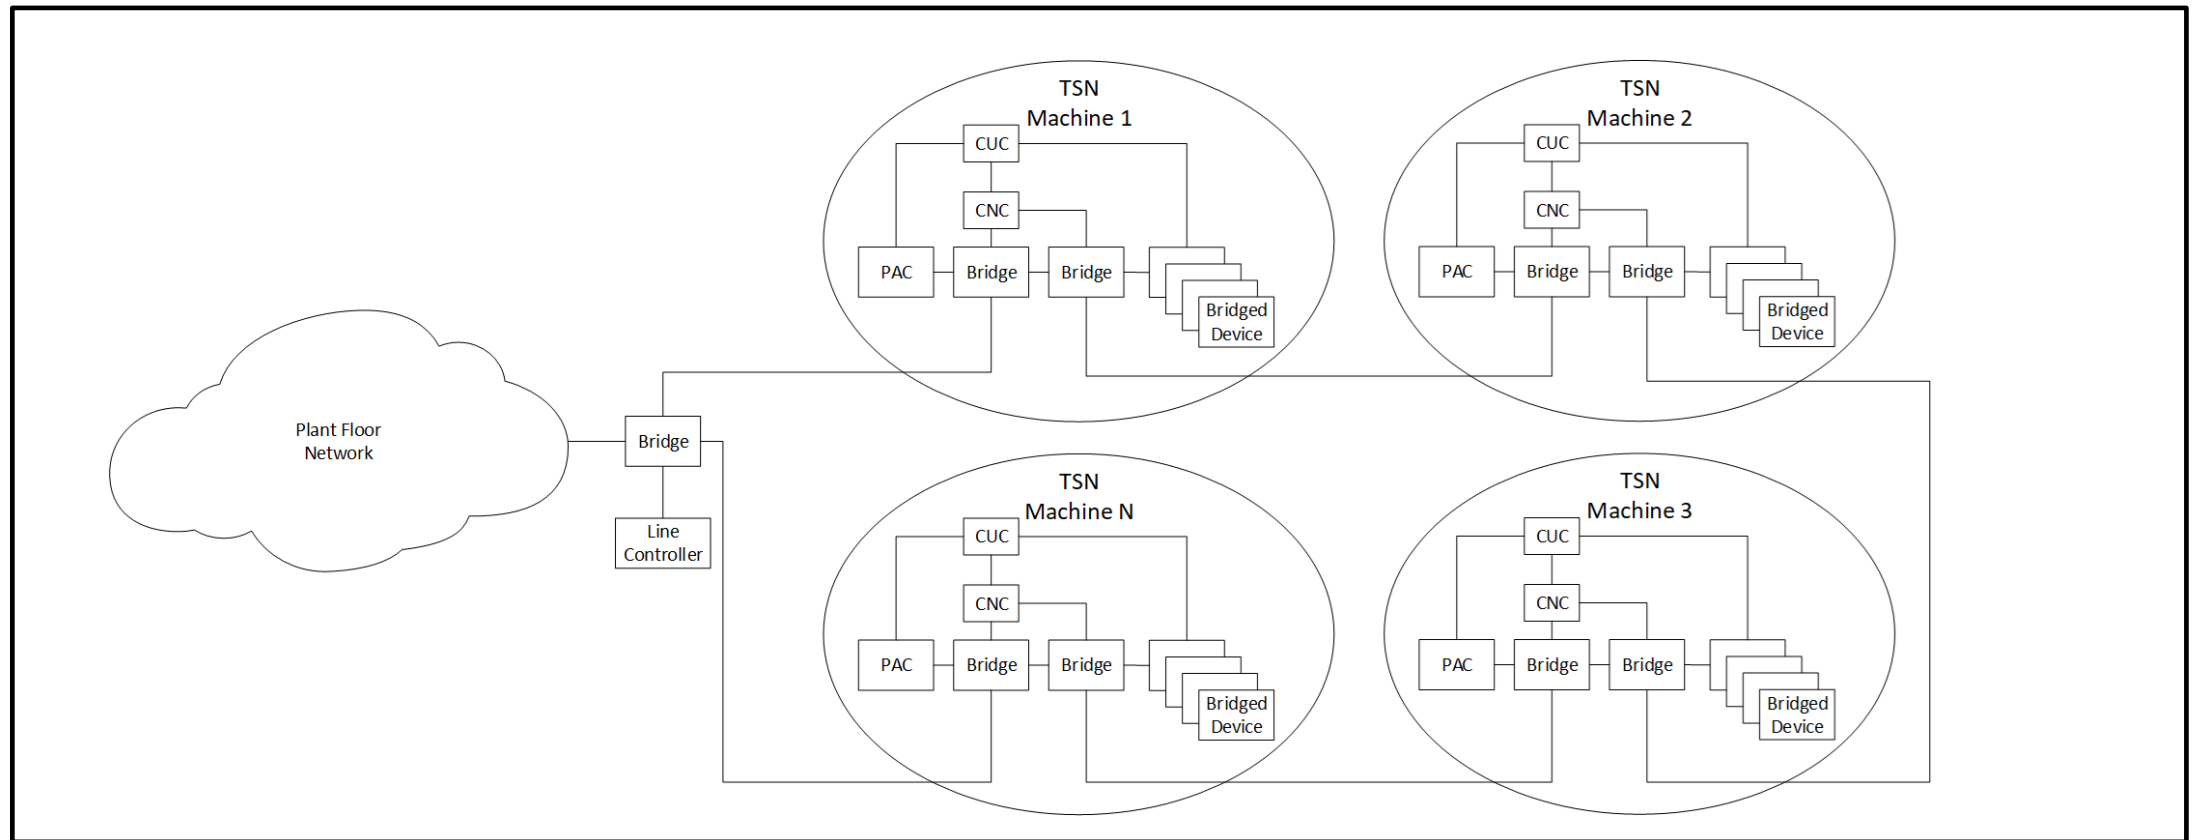 TSN
Machine 1
CUC
CNC
PAC
Bridge
Bridge
Bridged
Device
TSN
Machine 2
CUC
CNC
PAC
Bridge
Bridge
Bridged
Device
Plant Floor
Network
Bridge
Line
Controller
TSN
Machine N
CUC
CNC
PAC
Bridge
Bridge
Bridged
Device
TSN
Machine 3
CUC
CNC
PAC
Bridge
Bridge
Bridged
Device